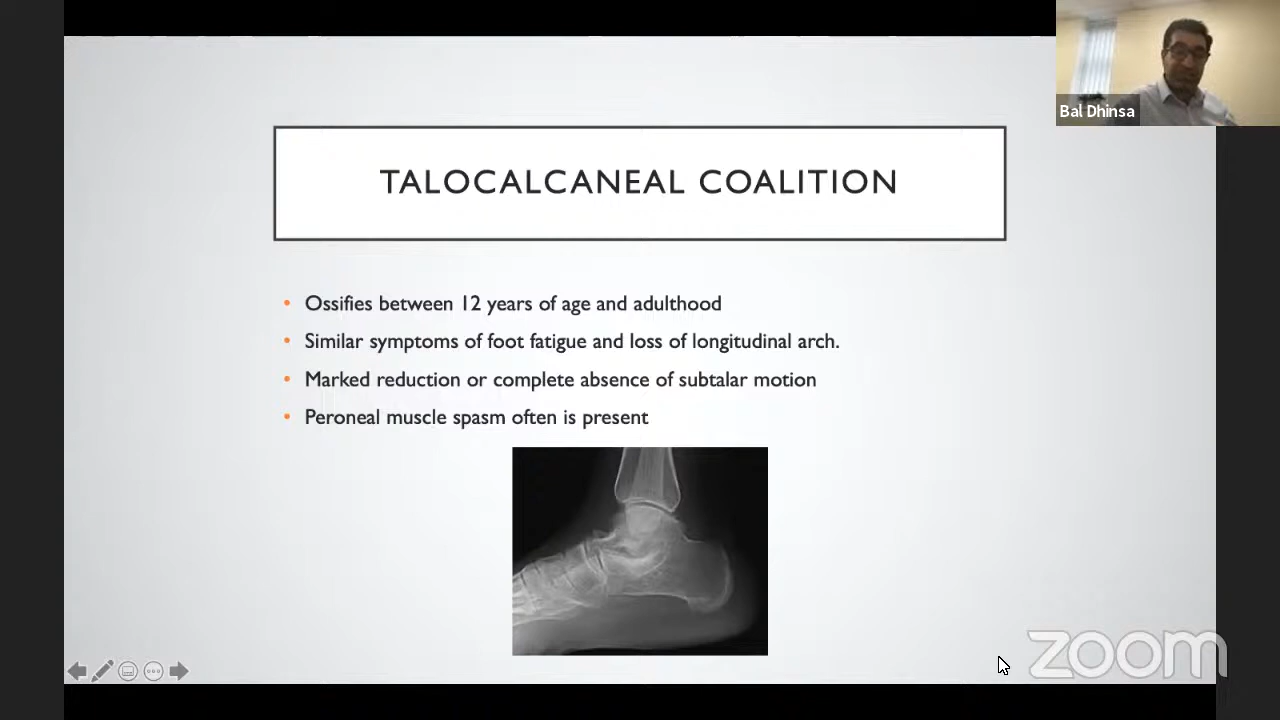 Bal Dhinsa
TALOCALCANEAL COALITION
• Ossifies between 12 years of age and adulthood
• Similar symptoms of foot fatigue and loss of longitudinal arch.
• Marked reduction or complete absence of subtalar motion
• Peroneal muscle spasm often is present
zoom